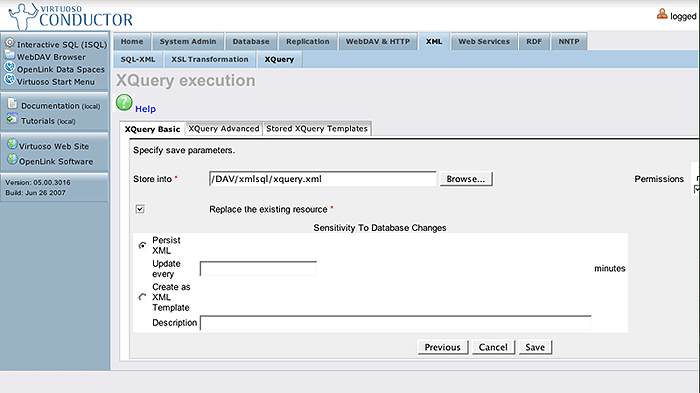 VIRTUOSO
CONDUCTOR
logged
Interactive SQL (ISQL)
WebDAV Browser
OpenLink Data Spaces
Virtuoso Start Menu
Documentation (local)
Tutorials (local)
Virtuoso Web Site
OpenLink Software
Version: 05.00.3016
Build: Jun 26 2007
Home System Admin Database Replication WebDAV & HTTP XML Web Services RDF NNTP
SQL-XML XSL Transformation XQuery
XQuery execution
Help
XQuery Basic XQuery Advanced Stored XQuery Templates
Specify save parameters.
Store into * /DAV/xmlsql/xquery.xml Browse... Permissions
Replace the existing resource *
Sensitivity To Database Changes
Persist
XML
Update
every minutes
Create as
XML
Template
Description
Previous Cancel Save